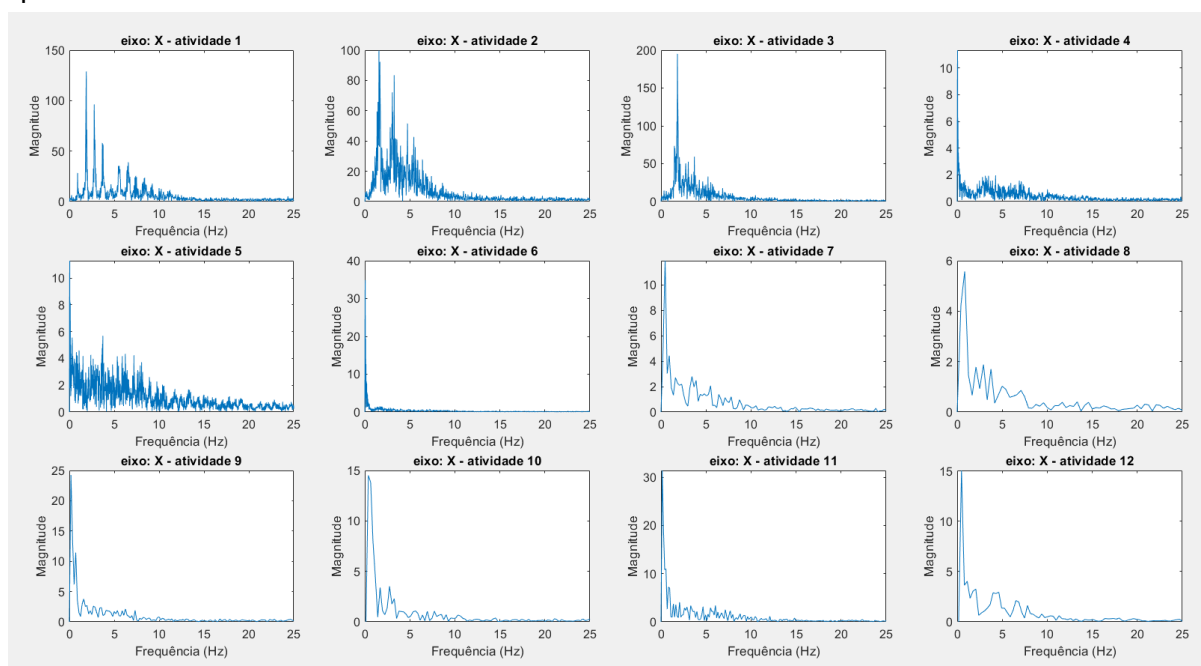 eixo: X - atividade 1
150
100
50
0
0 5 10 15 20 25
Magnitude
Frequência (Hz)
eixo: X - atividade 2
100
80
60
40
20
0
0 5 10 15 20 25
Magnitude
Frequência (Hz)
eixo: X - atividade 3
200
150
100
50
0
0 5 10 15 20 25
Magnitude
Frequência (Hz)
eixo: X - atividade 4
10
8
6
4
2
0
0 5 10 15 20 25
Magnitude
Frequência (Hz)
eixo: X - atividade 5
10
8
6
4
2
0
0 5 10 15 20 25
Magnitude
Frequência (Hz)
eixo: X - atividade 6
40
30
20
10
0
0 5 10 15 20 25
Magnitude
Frequência (Hz)
eixo: X - atividade 7
10
8
6
4
2
0
0 5 10 15 20 25
Magnitude
Frequência (Hz)
eixo: X - atividade 8
6
4
2
0
0 5 10 15 20 25
Magnitude
Frequência (Hz)
eixo: X - atividade 9
25
20
15
10
5
0
0 5 10 15 20 25
Magnitude
Frequência (Hz)
eixo: X - atividade 10
15
10
5
0
0 5 10 15 20 25
Magnitude
Frequência (Hz)
eixo: X - atividade 11
30
20
10
0
0 5 10 15 20 25
Magnitude
Frequência (Hz)
eixo: X - atividade 12
15
10
5
0
0 5 10 15 20 25
Magnitude
Frequência (Hz)